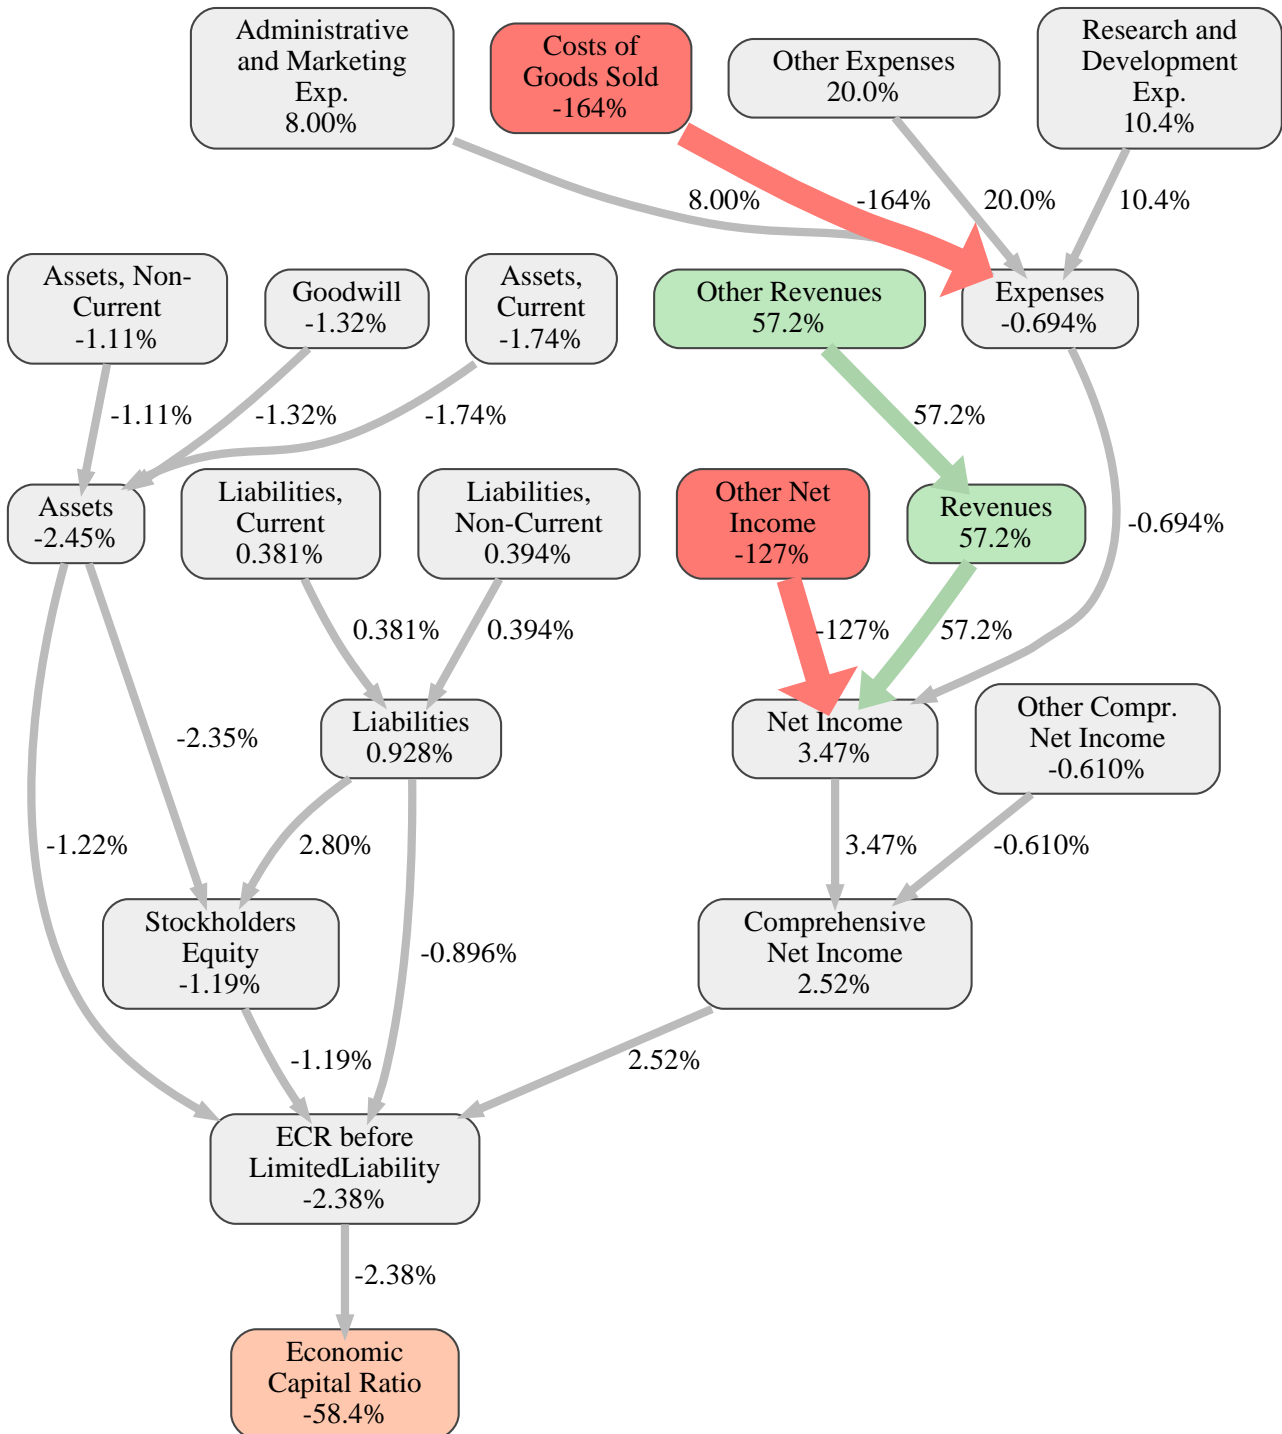 Administrative
and Marketing
Exp.
8.00%
Costs of
Goods Sold
-164%
Other Expenses
20.0%
Research and
Development
Exp.
10.4%
8.00%
-164%
20.0%
10.4%
Assets, Non-
Current
-1.11%
Goodwill
-1.32%
Assets,
Current
-1.74%
Other Revenues
57.2%
Expenses
-0.694%
-1.11%
-1.32%
-1.74%
57.2%
Assets
-2.45%
Liabilities,
Current
0.381%
Liabilities,
Non-Current
0.394%
Other Net
Income
-127%
Revenues
57.2%
-0.694%
0.381%
0.394%
-127%
57.2%
-2.35%
Liabilities
0.928%
Net Income
3.47%
Other Compr.
Net Income
-0.610%
-1.22%
2.80%
3.47%
-0.610%
Stockholders
Equity
-1.19%
-0.896%
Comprehensive
Net Income
2.52%
-1.19%
2.52%
ECR before
LimitedLiability
-2.38%
-2.38%
Economic
Capital Ratio
-58.4%